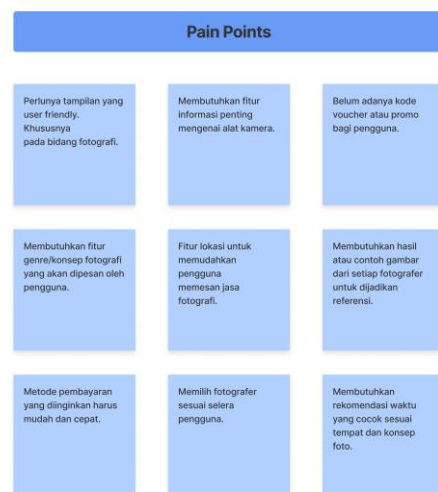 Pain Points
Perlunya tampilan yang
user friendly.
Khususnya
pada bidang fotografi.
Membutuhkan fitur
informasi penting
mengenai alat kamera.
Belum adanya kode
voucher atau promo
bagi pengguna.
Membutuhkan fitur
genre/konsep fotografi
yang akan dipesan oleh
pengguna.
Fitur lokasi untuk
memudahkan
pengguna
memesan jasa
fotografi.
Membutuhkan hasil
atau contoh gambar
dari setiap fotografer
untuk dijadikan
referensi.
Metode pembayaran
yang diinginkan harus
mudah dan cepat.
Memilih fotografer
sesuai selera
pengguna.
Membutuhkan
rekomendasi waktu
yang cocok sesuai
tempat dan konsep
foto.